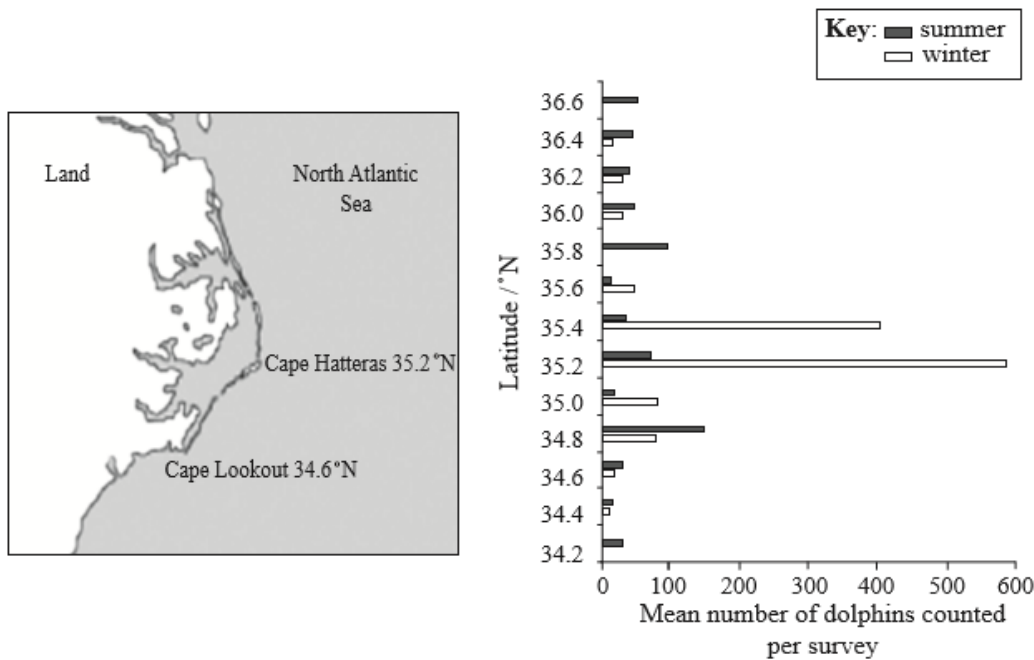 Key: summer
winter
Land
North Atlantic
Sea
Cape Hatteras 35.2°N
Cape Lookout 34.6°N
Latitude /°N
36.6
36.4
36.2
36.0
35.8
35.6
35.4
35.2
35.0
34.8
34.6
34.4
34.2
0 100 200 300 400 500 600
Mean number of dolphins counted
per survey